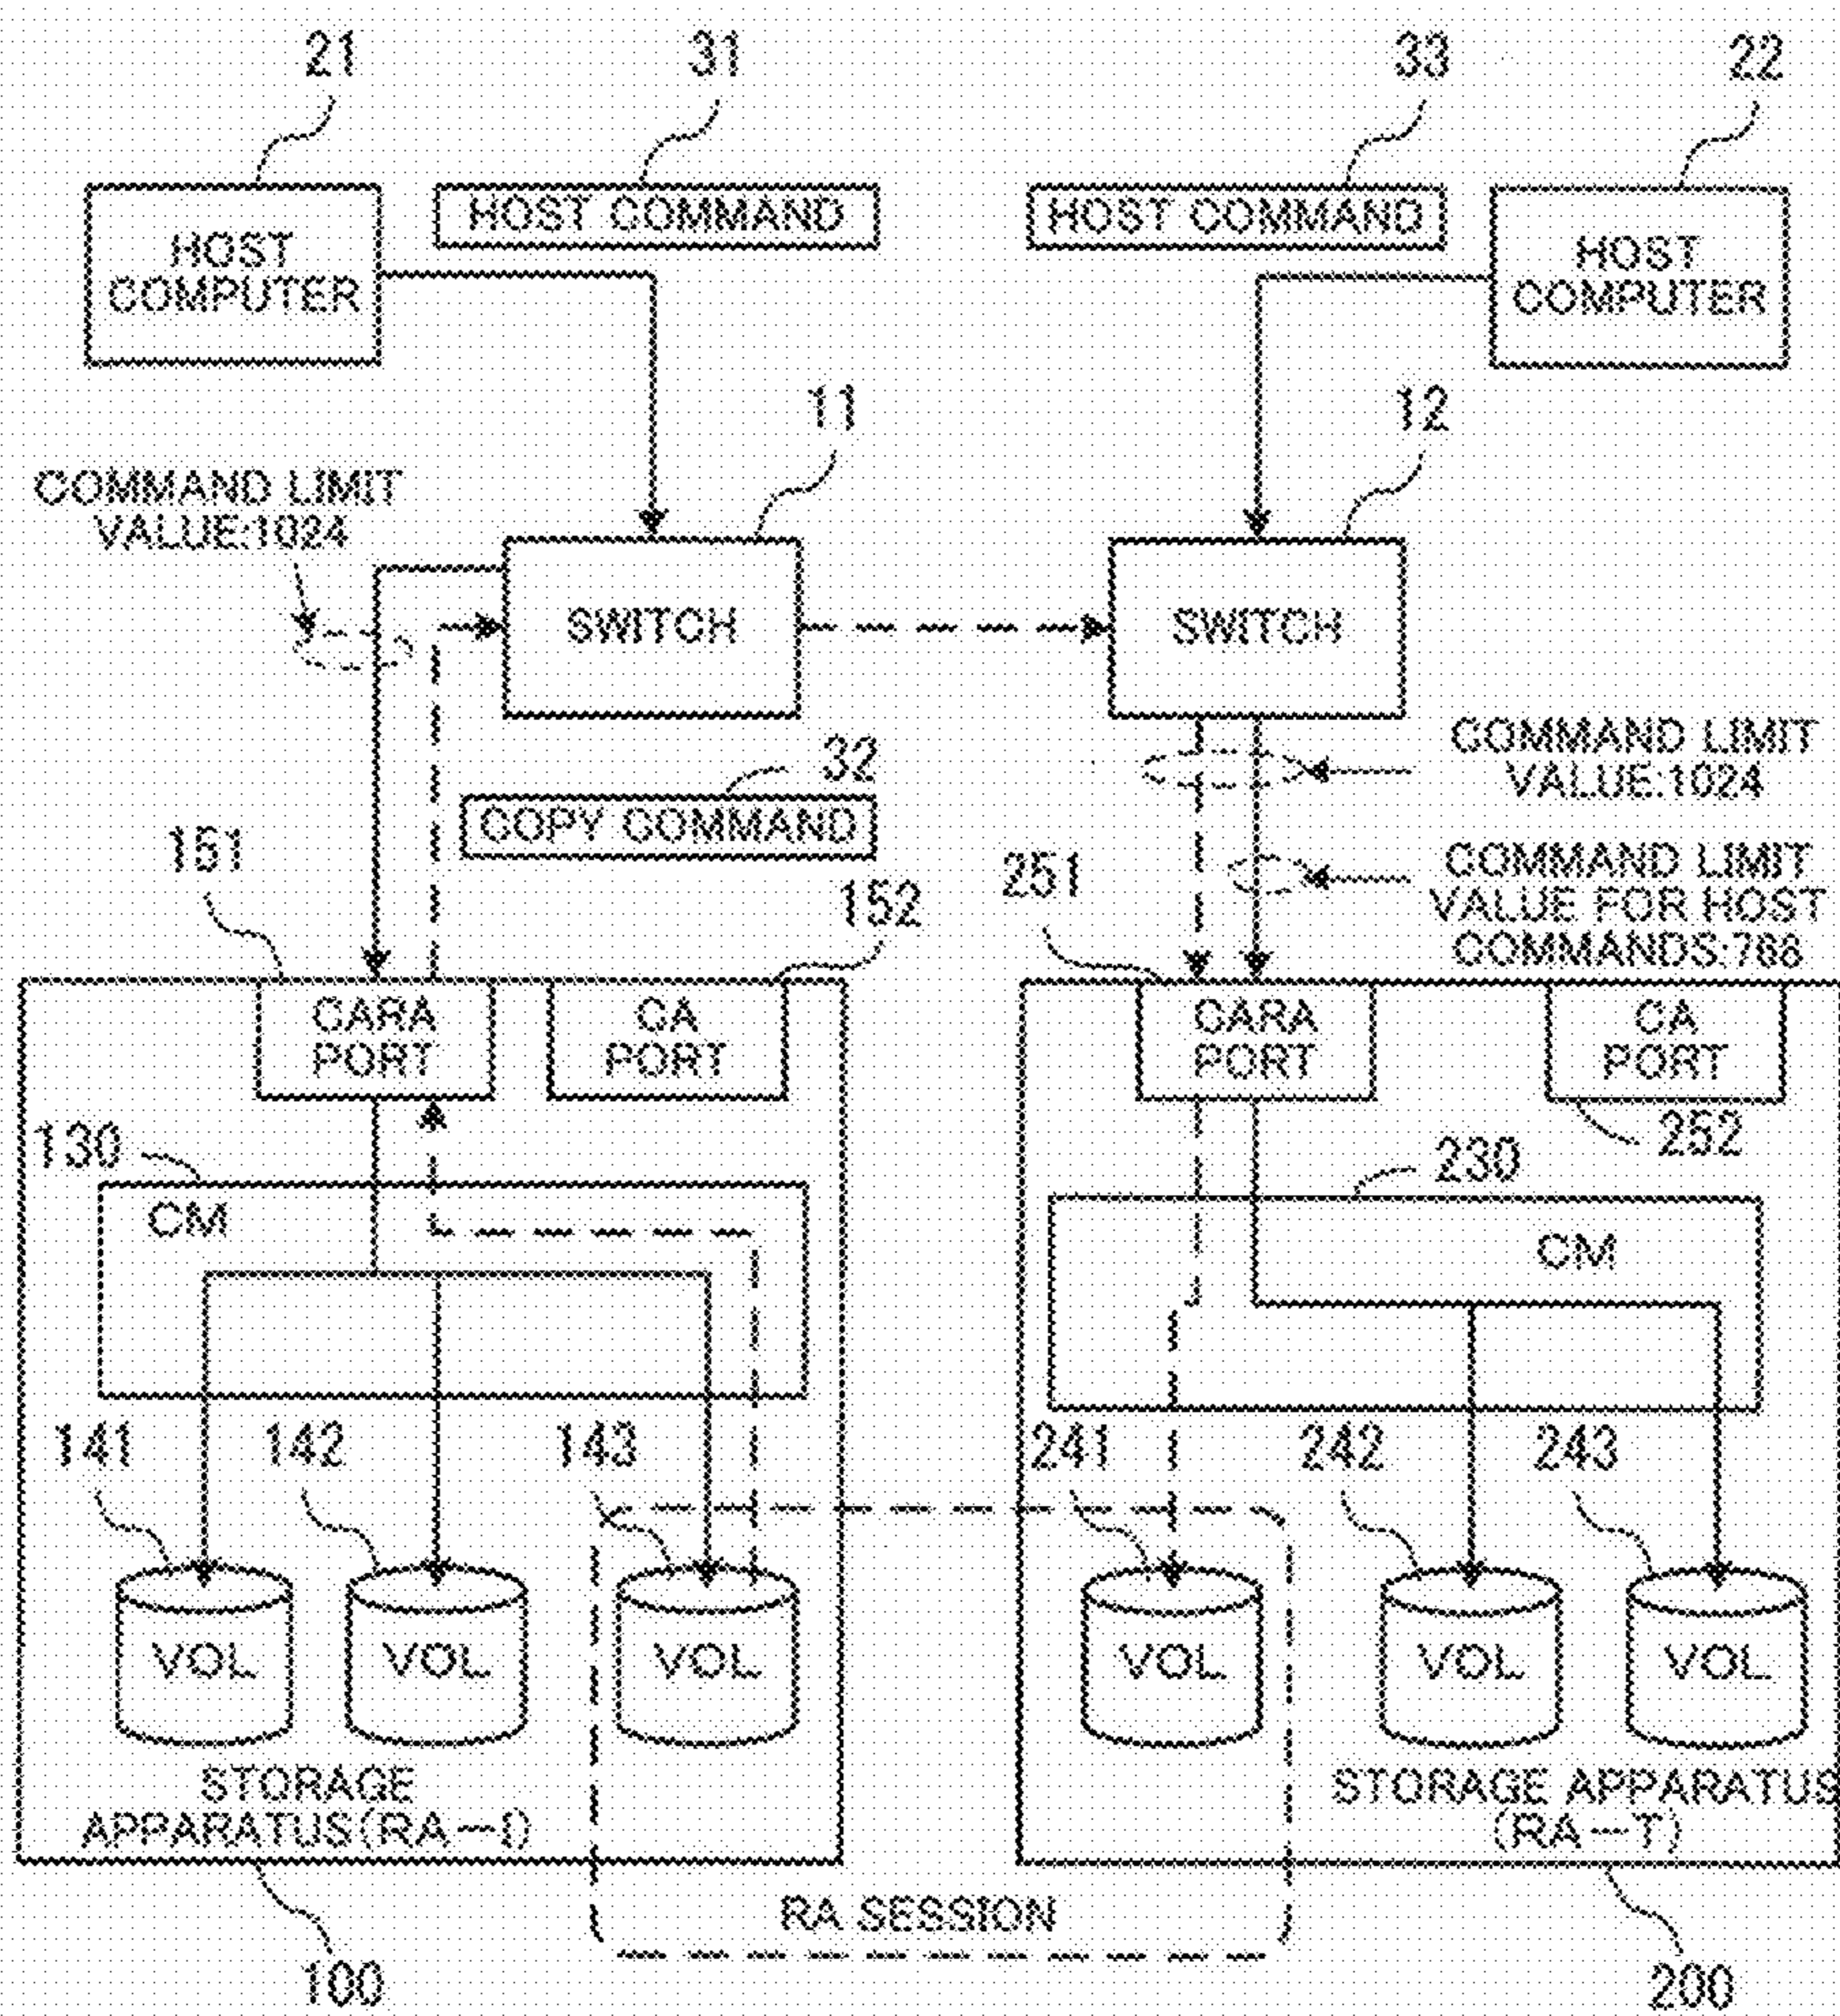 21
31
33
22
HOST COMMAND
HOST COMMAND
HOST
COMPUTER
HOST
COMPUTER
11
12
COMMAND LIMIT
VALUE:1024
SWITCH
SWITCH
32
COPY COMMAND
COMMAND LIMIT
VALUE:1024
151
152
251
COMMAND LIMIT
VALUE FOR HOST
COMMANDS:768
CARA
PORT
CA
PORT
CARA
PORT
CA
PORT
130
CM
252
230
CM
141
142
143
241
242
243
VOL
VOL
VOL
VOL
VOL
VOL
STORAGE
APPARATUS(RA-I)
STORAGE APPARATUS
(RA-T)
RA SESSION
100
200